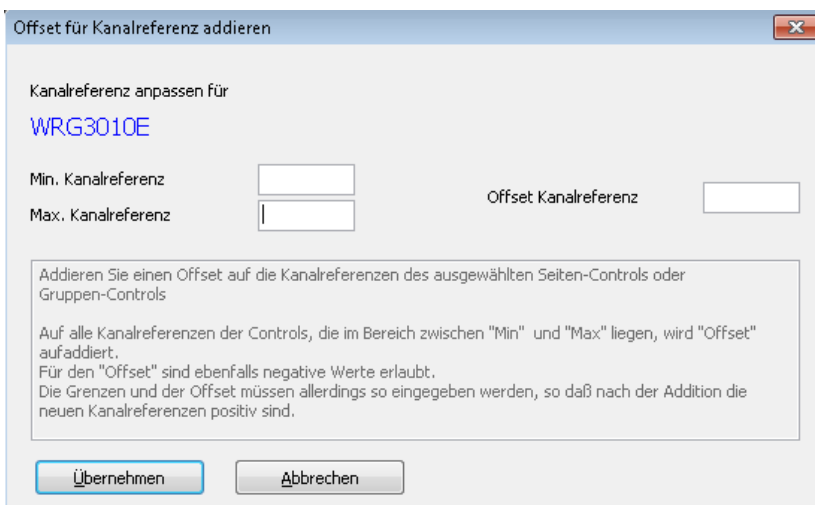 Offset für Kanalreferenz addieren
Kanalreferenz anpassen für
WRG3010E
Min. Kanalreferenz
Offset Kanalreferenz
Max. Kanalreferenz
Addieren Sie einen Offset auf die Kanalreferenzen des ausgewählten Seiten-Controls oder
Gruppen-Controls
Auf alle Kanalreferenzen der Controls, die im Bereich zwischen "Min" und "Max" liegen, wird "Offset"
aufaddiert.
Für den "Offset" sind ebenfalls negative Werte erlaubt.
Die Grenzen und der Offset müssen allerdings so eingegeben werden, so daß nach der Addition die
neuen Kanalreferenzen positiv sind.
Übernehmen
Abbrechen